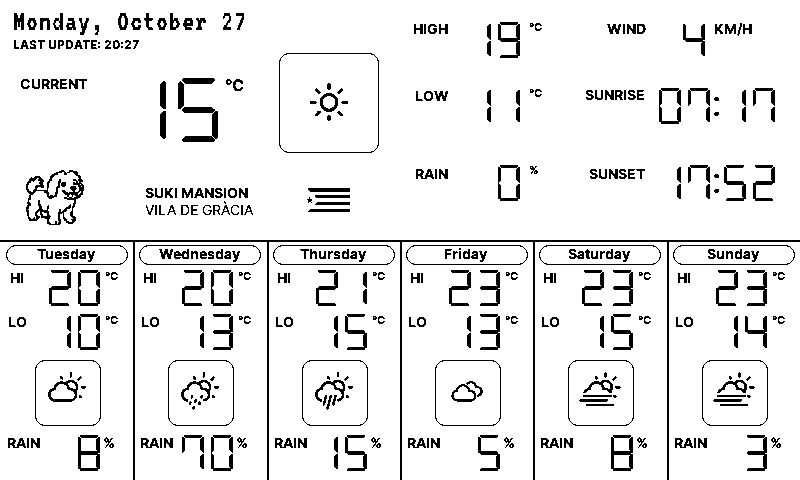 Monday, October 27
LAST UPDATE: 20:27
CURRENT 15 °C
SUKI MANSION
VILA DE GRÀCIA
HIGH 19 °C
LOW 11 °C
RAIN 0 %
WIND 4 KM/H
SUNRISE 07:17
SUNSET 17:52
Tuesday
HI 20 °C
LO 10 °C
RAIN 8 %
Wednesday
HI 20 °C
LO 13 °C
RAIN 70 %
Thursday
HI 21 °C
LO 15 °C
RAIN 15 %
Friday
HI 23 °C
LO 13 °C
RAIN 5 %
Saturday
HI 23 °C
LO 15 °C
RAIN 8 %
Sunday
HI 23 °C
LO 14 °C
RAIN 3 %